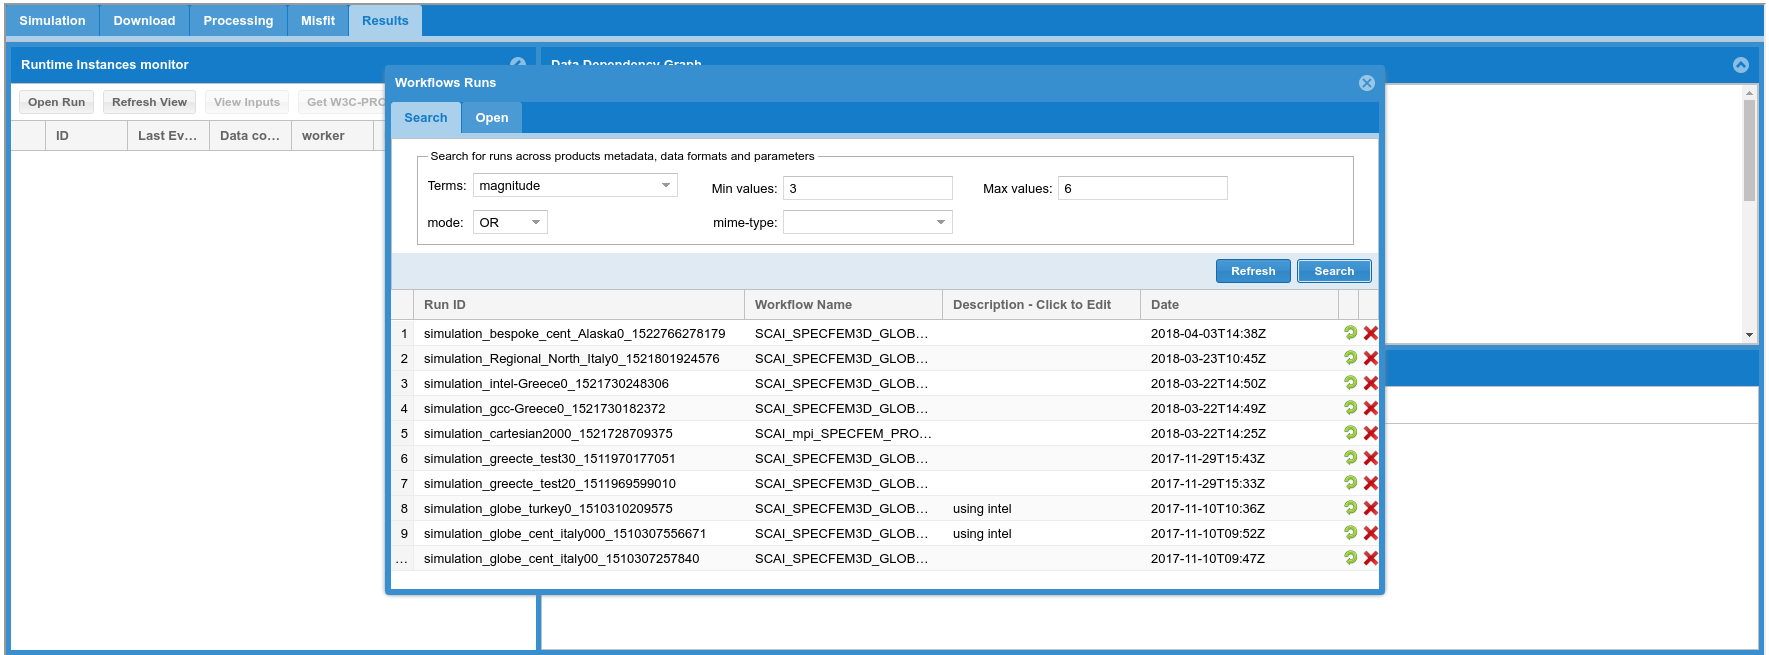 Simulation Download Processing Misfit Results
Runtime Instances monitor
Data Dependency Graph
Open Run Refresh View View Inputs Get W3C-PRO
ID Last Ev... Data co... worker
Workflows Runs
Search Open
Search for runs across products metadata, data formats and parameters
Terms: magnitude Min values: 3 Max values: 6
mode: OR mime-type:
Refresh Search
Run ID Workflow Name Description - Click to Edit Date
1 simulation_bespoke_cent_Alaska0_1522766278179 SCAI_SPECFEM3D_GLOB... 2018-04-03T14:38Z
2 simulation_Regional_North_Italy0_1521801924576 SCAI_SPECFEM3D_GLOB... 2018-03-23T10:45Z
3 simulation_intel-Greece0_1521730248306 SCAI_SPECFEM3D_GLOB... 2018-03-22T14:50Z
4 simulation_gcc-Greece0_1521730182372 SCAI_SPECFEM3D_GLOB... 2018-03-22T14:49Z
5 simulation_cartesian2000_1521728709375 SCAI_mpi_SPECFEM_PRO... 2018-03-22T14:25Z
6 simulation_greecte_test30_1511970177051 SCAI_SPECFEM3D_GLOB... 2017-11-29T15:43Z
7 simulation_greecte_test20_1511969599010 SCAI_SPECFEM3D_GLOB... 2017-11-29T15:33Z
8 simulation_globe_turkey0_1510310209575 SCAI_SPECFEM3D_GLOB... using intel 2017-11-10T10:36Z
9 simulation_globe_cent_italy000_1510307556671 SCAI_SPECFEM3D_GLOB... using intel 2017-11-10T09:52Z
... simulation_globe_cent_italy00_1510307257840 SCAI_SPECFEM3D_GLOB... 2017-11-10T09:47Z